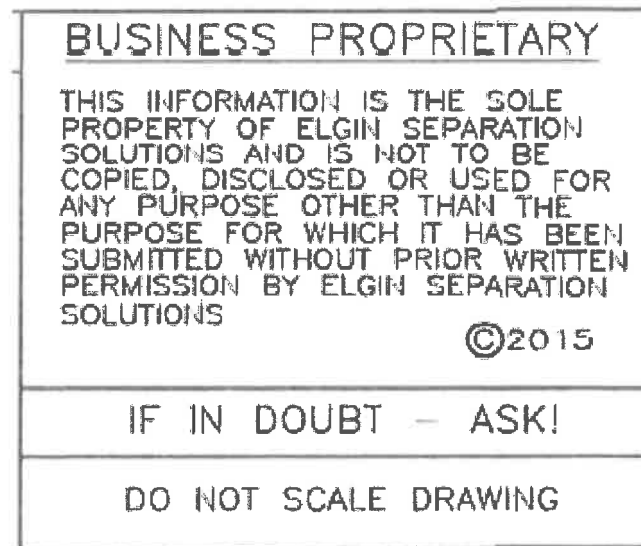 BUSINESS PROPRIETARY
THIS INFORMATION IS THE SOLE
PROPERTY OF ELGIN SEPARATION
SOLUTIONS AND IS NOT TO BE
COPIED, DISCLOSED OR USED FOR
ANY PURPOSE OTHER THAN THE
PURPOSE FOR WHICH IT HAS BEEN
SUBMITTED WITHOUT PRIOR WRITTEN
PERMISSION BY ELGIN SEPARATION
SOLUTIONS
©2015
IF IN DOUBT - ASK!
DO NOT SCALE DRAWING